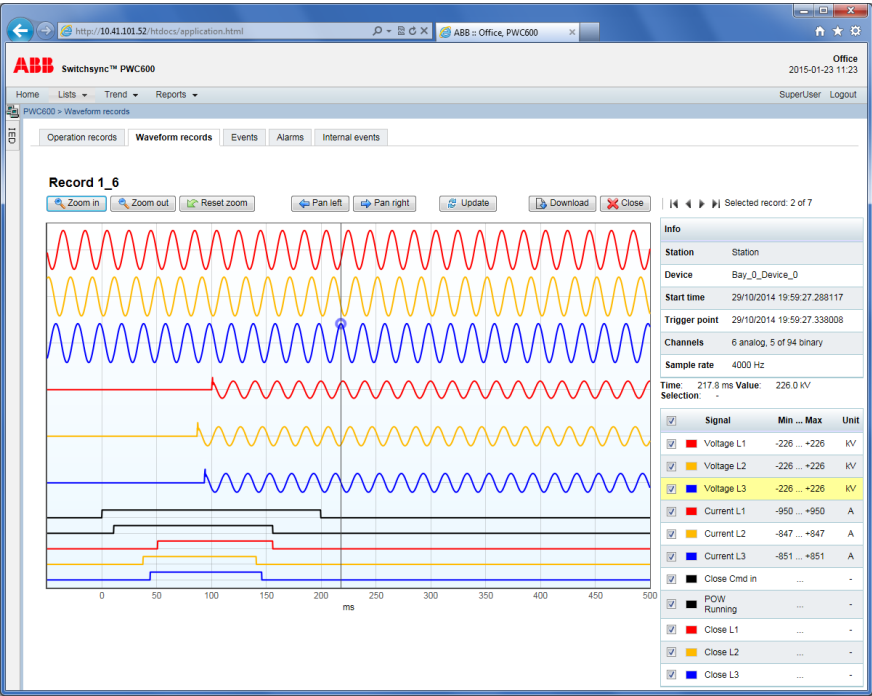 http://10.41.101.52/htdocs/application.html
ABB :: Office, PWC600
ABB Switchsync™ PWC600
Office
2015-01-23 11:23
Home Lists Trend Reports SuperUser Logout
PWC600 > Waveform records
IED
Operation records Waveform records Events Alarms Internal events
Record 1_6
Zoom in Zoom out Reset zoom Pan left Pan right Update Download Close Selected record: 2 of 7
Info
Station Station
Device Bay_0_Device_0
Start time 29/10/2014 19:59:27.288117
Trigger point 29/10/2014 19:59:27.338008
Channels 6 analog, 5 of 94 binary
Sample rate 4000 Hz
Time: 217.8 ms Value: 226.0 kV
Selection: -
Signal Min ... Max Unit
Voltage L1 -226 ... +226 kV
Voltage L2 -226 ... +226 kV
Voltage L3 -226 ... +226 kV
Current L1 -950 ... +950 A
Current L2 -847 ... +847 A
Current L3 -851 ... +851 A
Close Cmd in ... -
POW
Running ... -
Close L1 ... -
Close L2 ... -
Close L3 ... -
0 50 100 150 200 250 300 350 400 450 500
ms